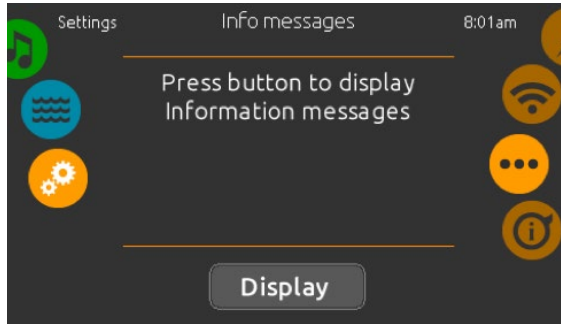 Settings
Info messages
8:01am
Press button to display
Information messages
Display